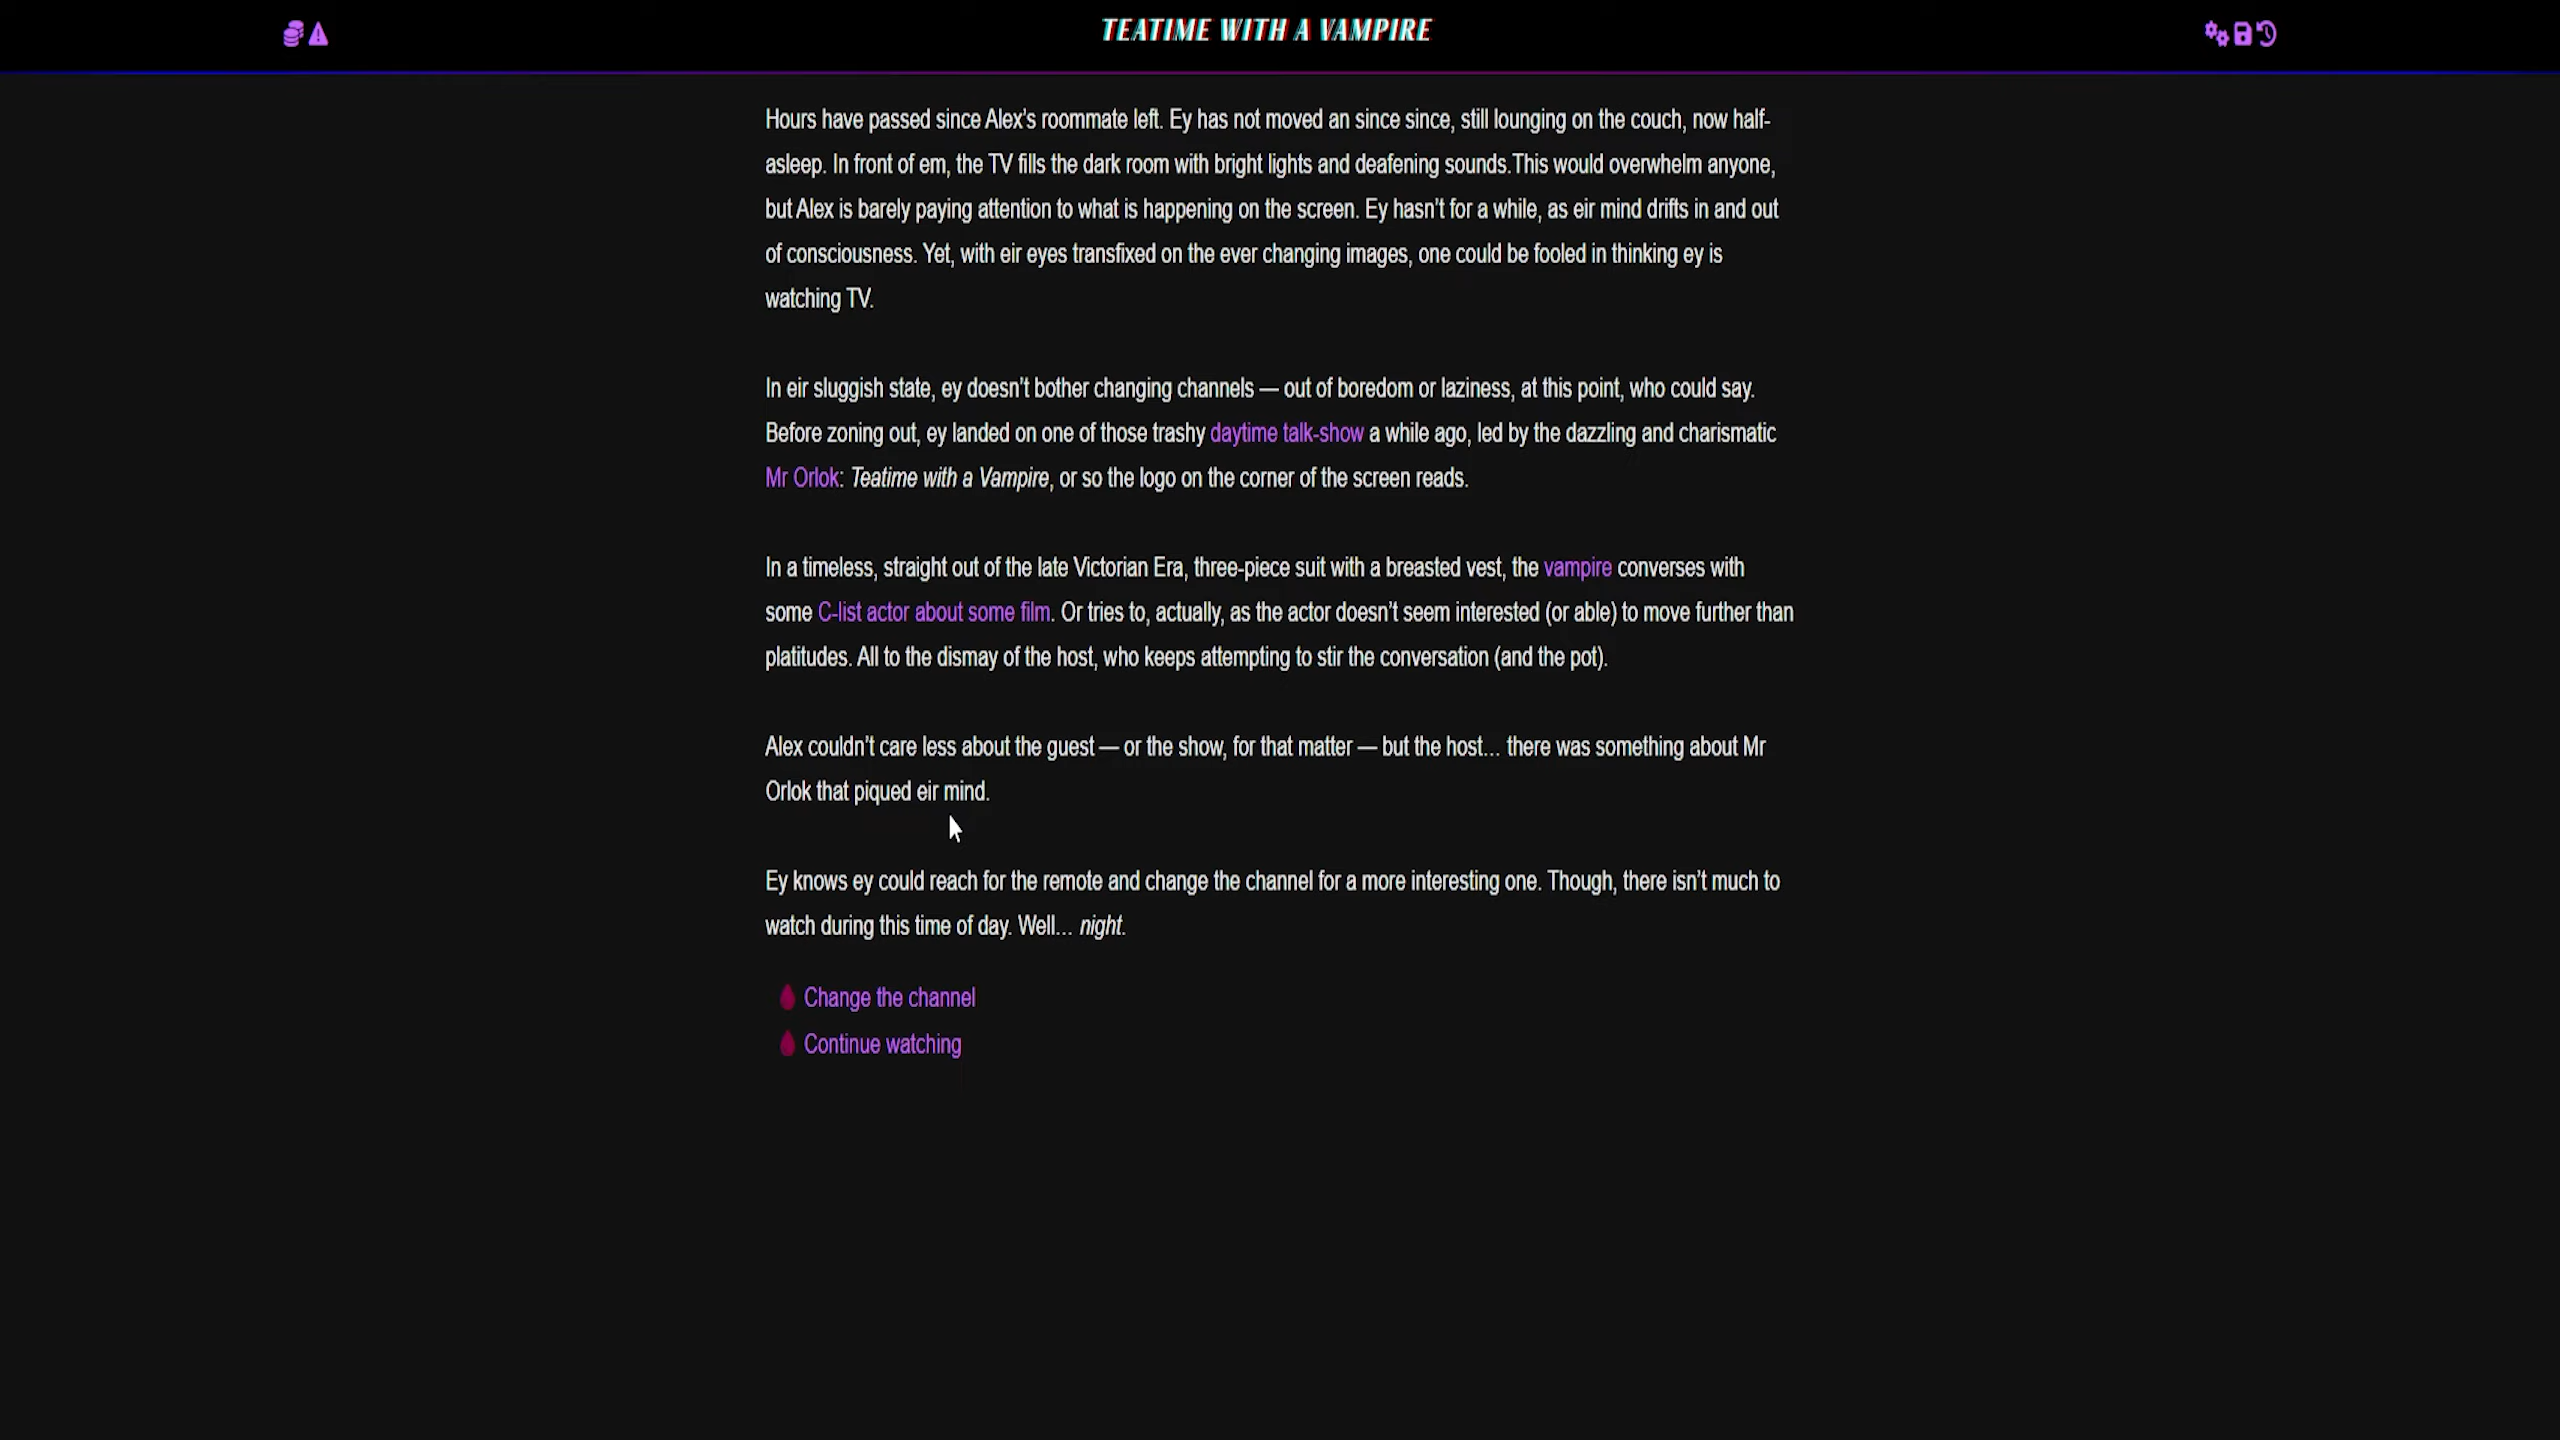 TEATIME WITH A VAMPIRE
Hours have passed since Alex’s roommate left. Ey has not moved an since since, still lounging on the couch, now half-
asleep. In front of em, the TV fills the dark room with bright lights and deafening sounds.This would overwhelm anyone,
but Alex is barely paying attention to what is happening on the screen. Ey hasn’t for a while, as eir mind drifts in and out
of consciousness. Yet, with eir eyes transfixed on the ever changing images, one could be fooled in thinking ey is
watching TV.
In eir sluggish state, ey doesn’t bother changing channels — out of boredom or laziness, at this point, who could say.
Before zoning out, ey landed on one of those trashy daytime talk-show a while ago, led by the dazzling and charismatic
Mr Orlok: Teatime with a Vampire, or so the logo on the corner of the screen reads.
In a timeless, straight out of the late Victorian Era, three-piece suit with a breasted vest, the vampire converses with
some C-list actor about some film. Or tries to, actually, as the actor doesn’t seem interested (or able) to move further than
platitudes. All to the dismay of the host, who keeps attempting to stir the conversation (and the pot).
Alex couldn’t care less about the guest — or the show, for that matter — but the host… there was something about Mr
Orlok that piqued eir mind.
Ey knows ey could reach for the remote and change the channel for a more interesting one. Though, there isn’t much to
watch during this time of day. Well… night.
Change the channel
Continue watching